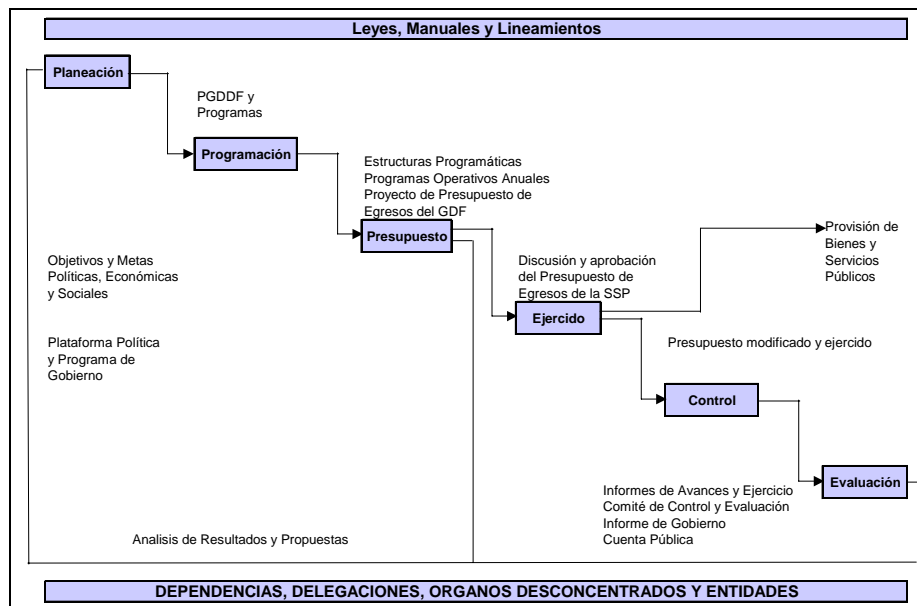 Leyes, Manuales y Lineamientos
Planeación
PGDDF y
Programas
Programación
Estructuras Programáticas
Programas Operativos Anuales
Proyecto de Presupuesto de
Egresos del GDF
Presupuesto
Provisión de
Bienes y
Servicios
Públicos
Objetivos y Metas
Políticas, Económicas
y Sociales
Discusión y aprobación
del Presupuesto de
Egresos de la SSP
Ejercido
Plataforma Política
y Programa de
Gobierno
Presupuesto modificado y ejercido
Control
Evaluación
Informes de Avances y Ejercicio
Comité de Control y Evaluación
Informe de Gobierno
Cuenta Pública
Analisis de Resultados y Propuestas
DEPENDENCIAS, DELEGACIONES, ORGANOS DESCONCENTRADOS Y ENTIDADES